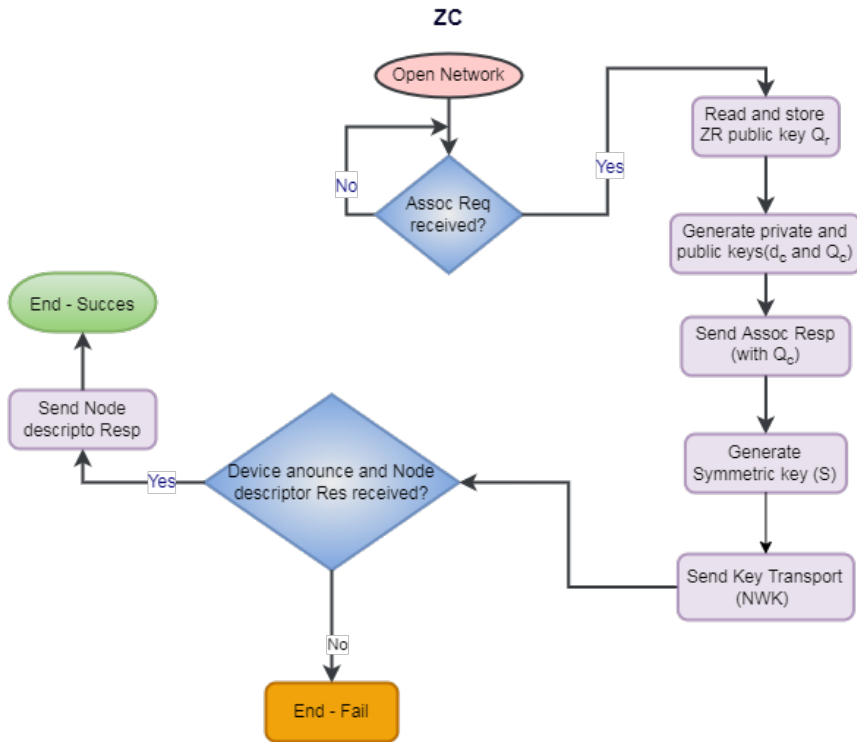 ZC
Open Network
No
Assoc Req
received?
Yes
Read and store
ZR public key Qr
Generate private and
public keys(dc and Qc)
Send Assoc Resp
(with Qc)
Generate
Symmetric key (S)
Send Key Transport
(NWK)
Device anounce and Node
descriptor Res received?
Yes
Send Node
descripto Resp
End - Succes
No
End - Fail